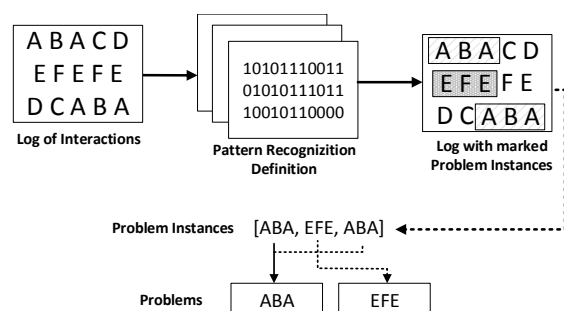 A B A C D
E F E F E
D C A B A
Log of Interactions
10101110011
01010111011
10010110000
Pattern Recognizition
Definition
A B A C D
E F E F E
D C A B A
Log with marked
Problem Instances
Problem Instances [ABA, EFE, ABA]
Problems ABA EFE